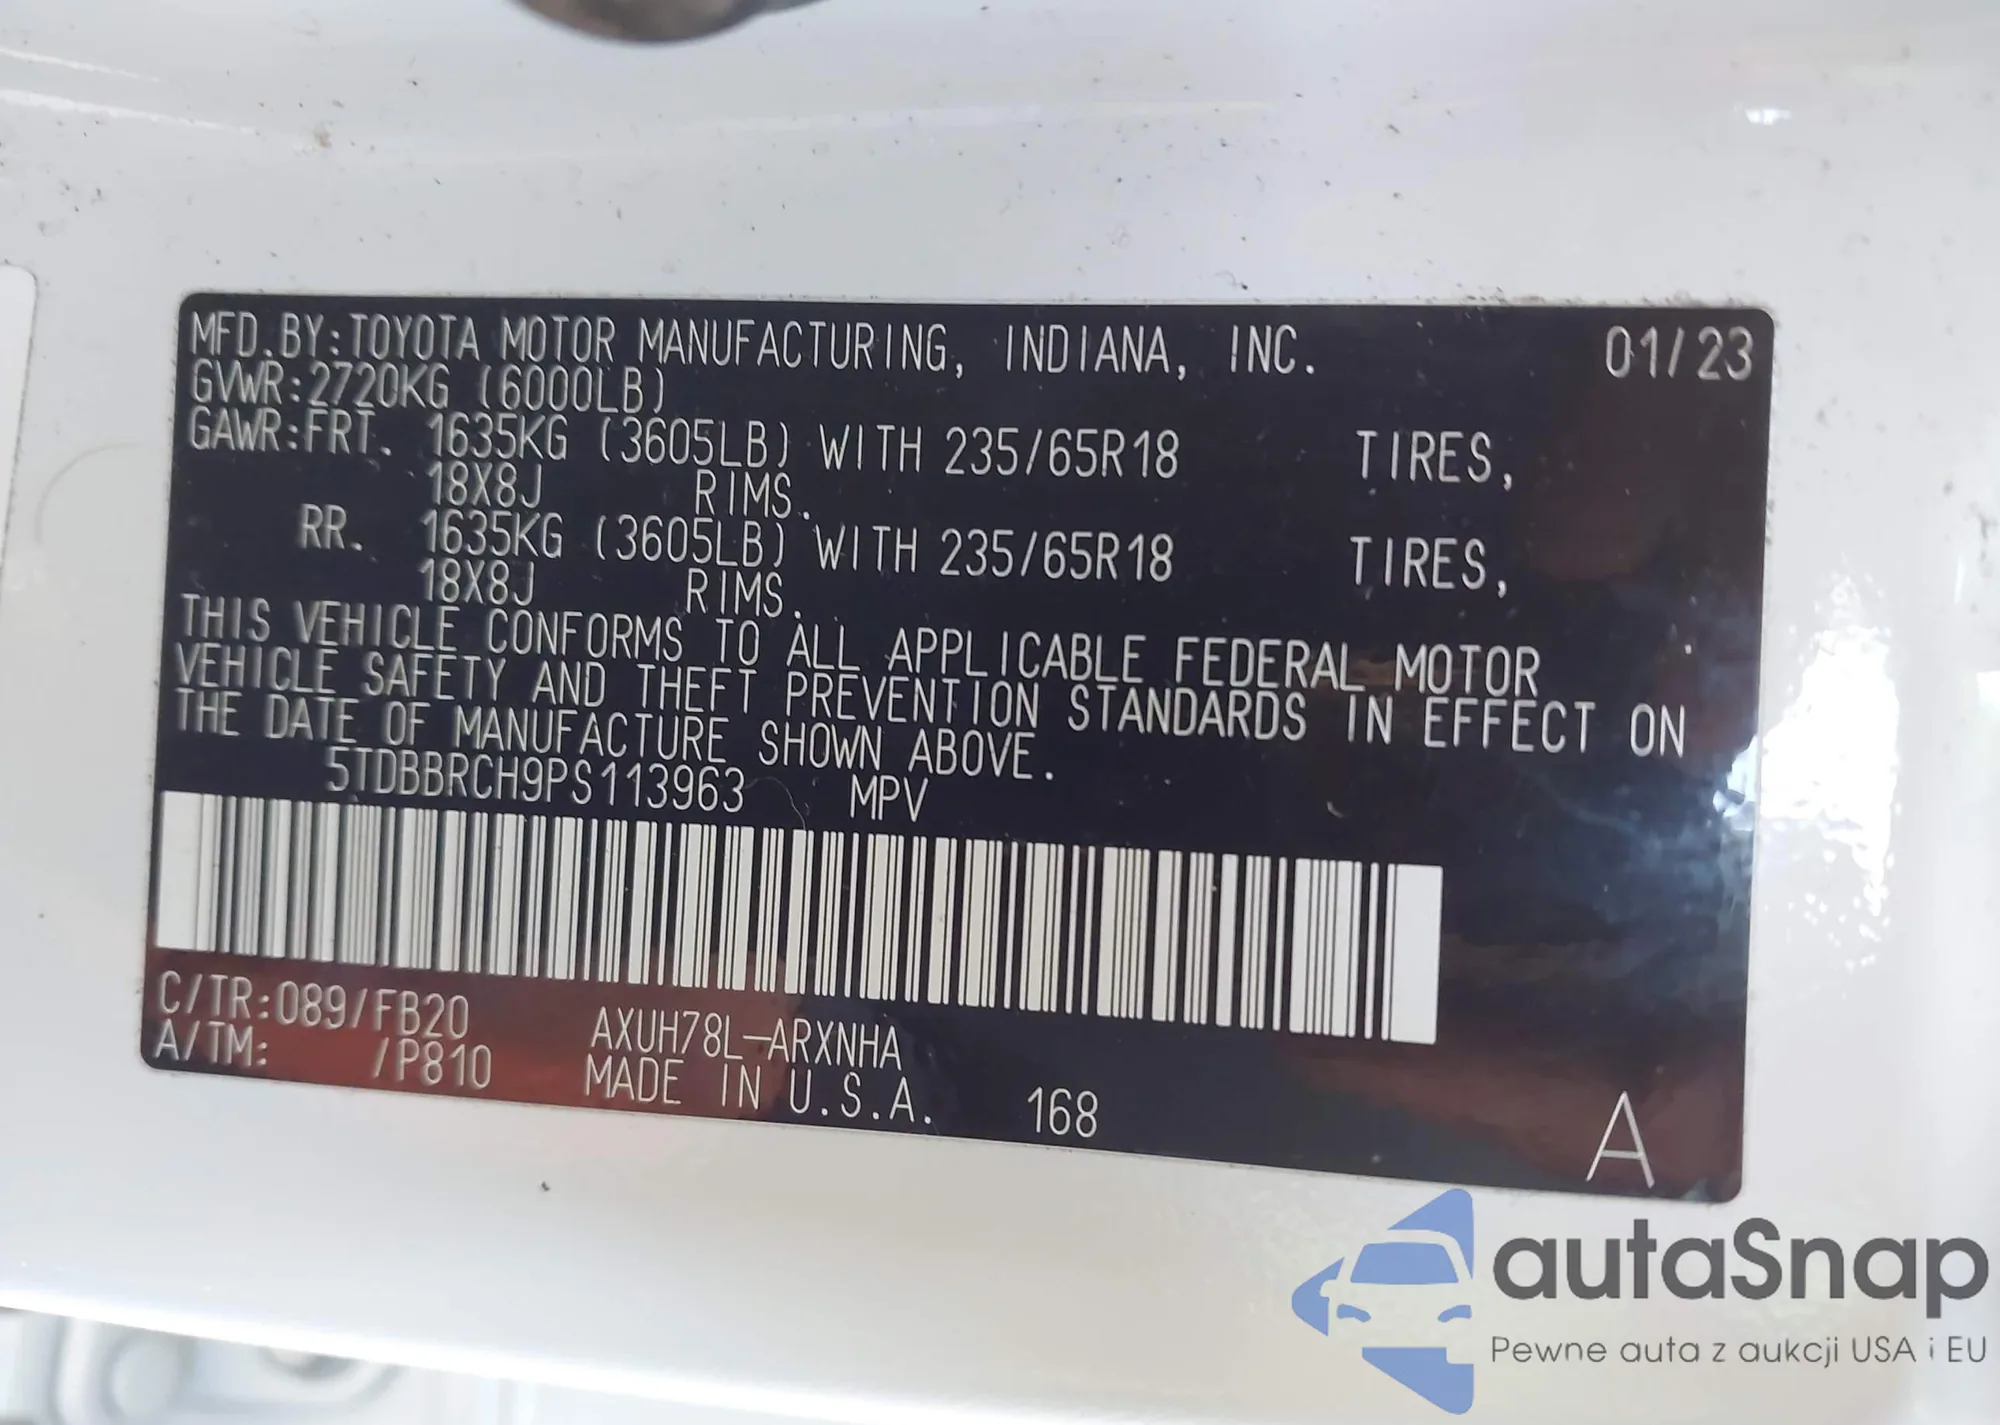 MFD.BY:TOYOTA MOTOR MANUFACTURING, INDIANA, INC. 01/23
GVWR:2720KG (6000LB)
GAWR:FRT. 1635KG (3605LB) WITH 235/65R18 TIRES,
18X8J RIMS.
RR. 1635KG (3605LB) WITH 235/65R18 TIRES,
18X8J RIMS.
THIS VEHICLE CONFORMS TO ALL APPLICABLE FEDERAL MOTOR
VEHICLE SAFETY AND THEFT PREVENTION STANDARDS IN EFFECT ON
THE DATE OF MANUFACTURE SHOWN ABOVE.
5TDBBRCH9PS113963 MPV
C/TR:089/FB20 AXUH78L-ARXNHA
A/TM: /P810 MADE IN U.S.A. 168 A
autaSnap
Pewne auta z aukcji USA i EU